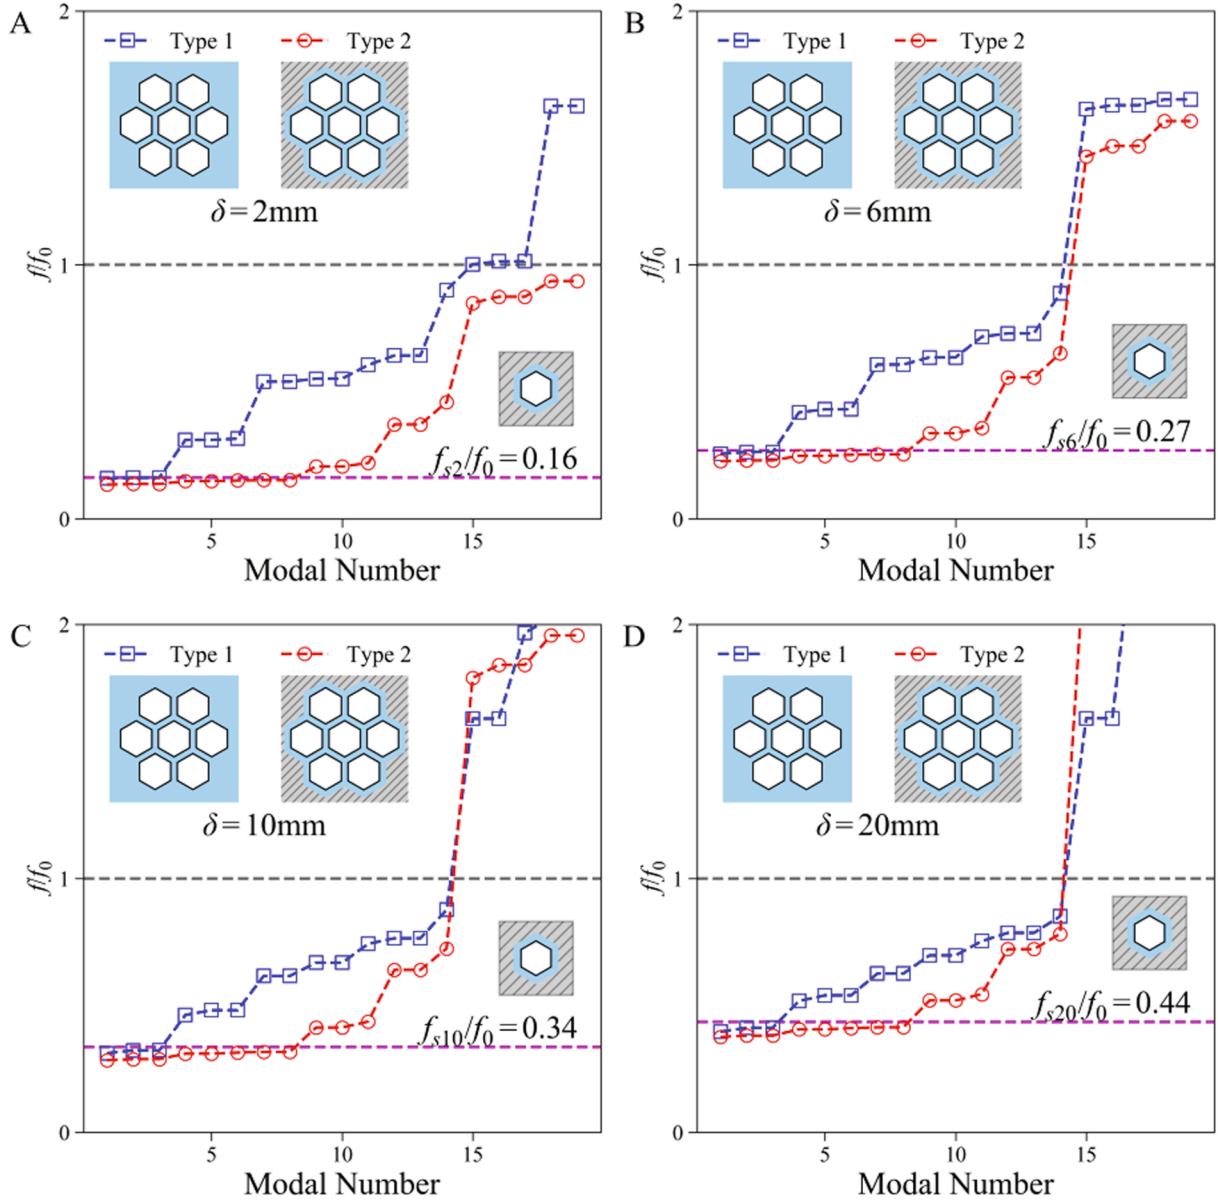 A
2
Type 1
Type 2
δ = 2mm
1
f/f0
fs2/f0 = 0.16
0
5
10
15
Modal Number
B
2
Type 1
Type 2
δ = 6mm
1
f/f0
fs6/f0 = 0.27
0
5
10
15
Modal Number
C
2
Type 1
Type 2
δ = 10mm
1
f/f0
fs10/f0 = 0.34
0
5
10
15
Modal Number
D
2
Type 1
Type 2
δ = 20mm
1
f/f0
fs20/f0 = 0.44
0
5
10
15
Modal Number